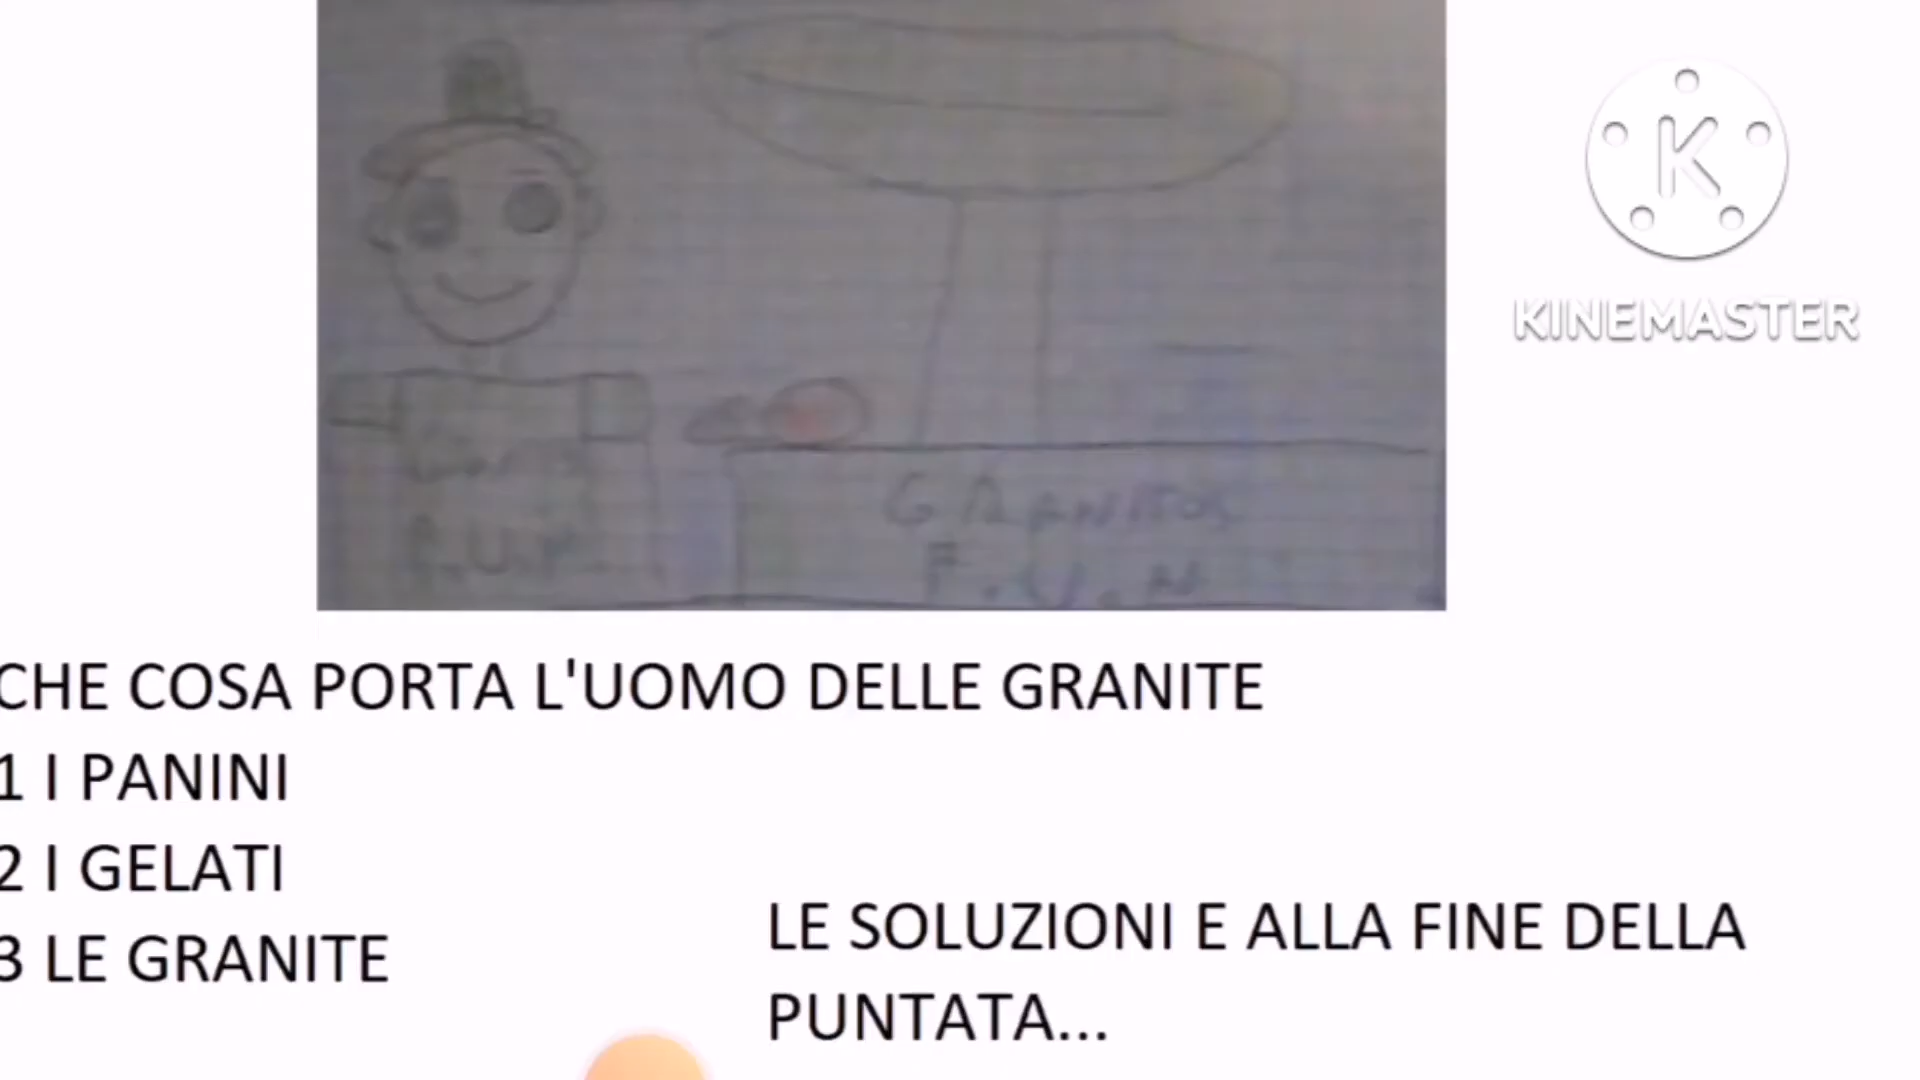 K
KINEMASTER
F.U.N
CHE COSA PORTA L'UOMO DELLE GRANITE
1 I PANINI
2 I GELATI
3 LE GRANITE
LE SOLUZIONI E ALLA FINE DELLA
PUNTATA...